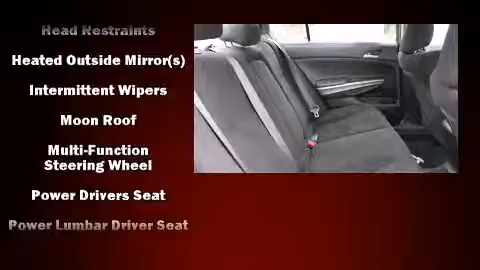 Head Restraints
Heated Outside Mirror(s)
Intermittent Wipers
Moon Roof
Multi-Function
Steering Wheel
Power Drivers Seat
Power Lumbar Driver Seat